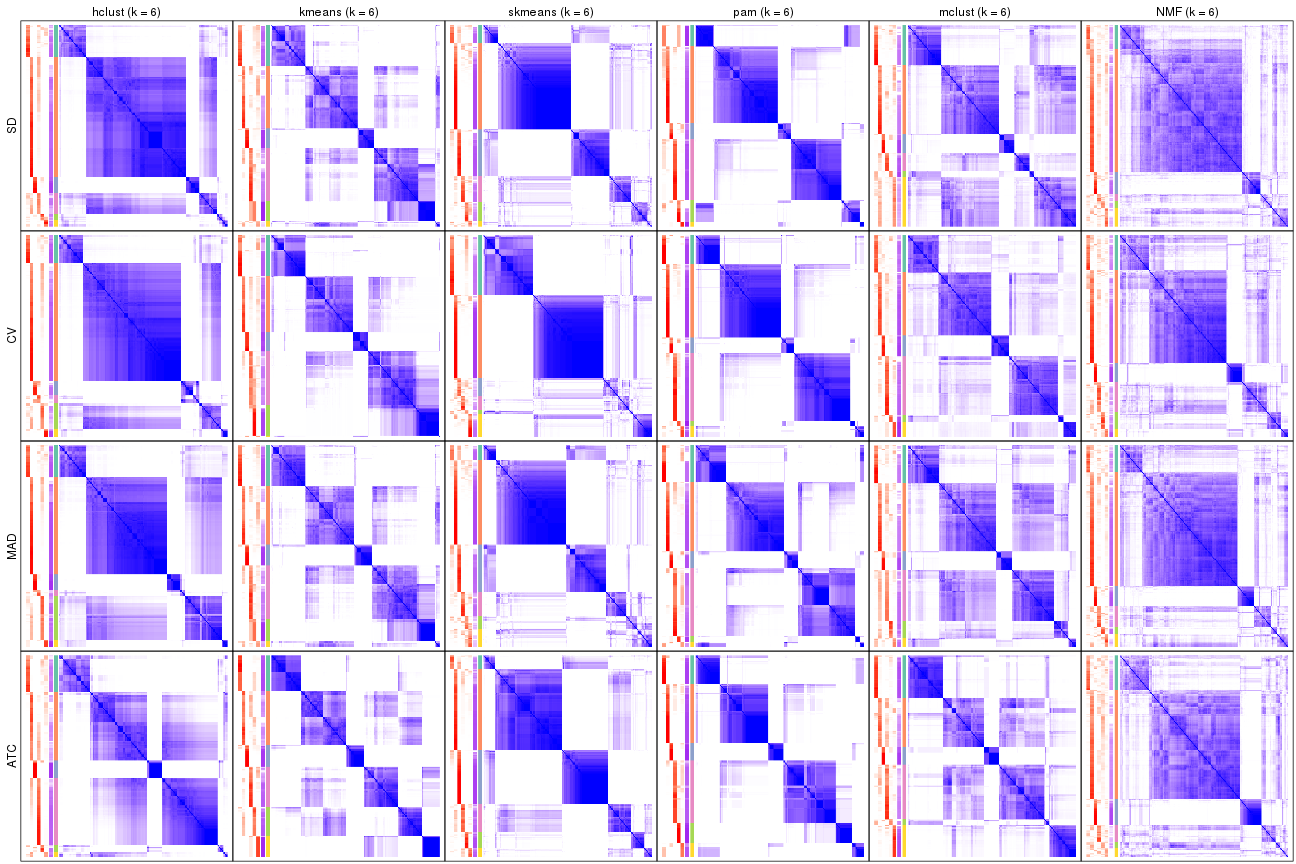 hclust (k = 6) kmeans (k = 6) skmeans (k = 6) pam (k = 6) mclust (k = 6) NMF (k = 6)
SD
CV
MAD
ATC